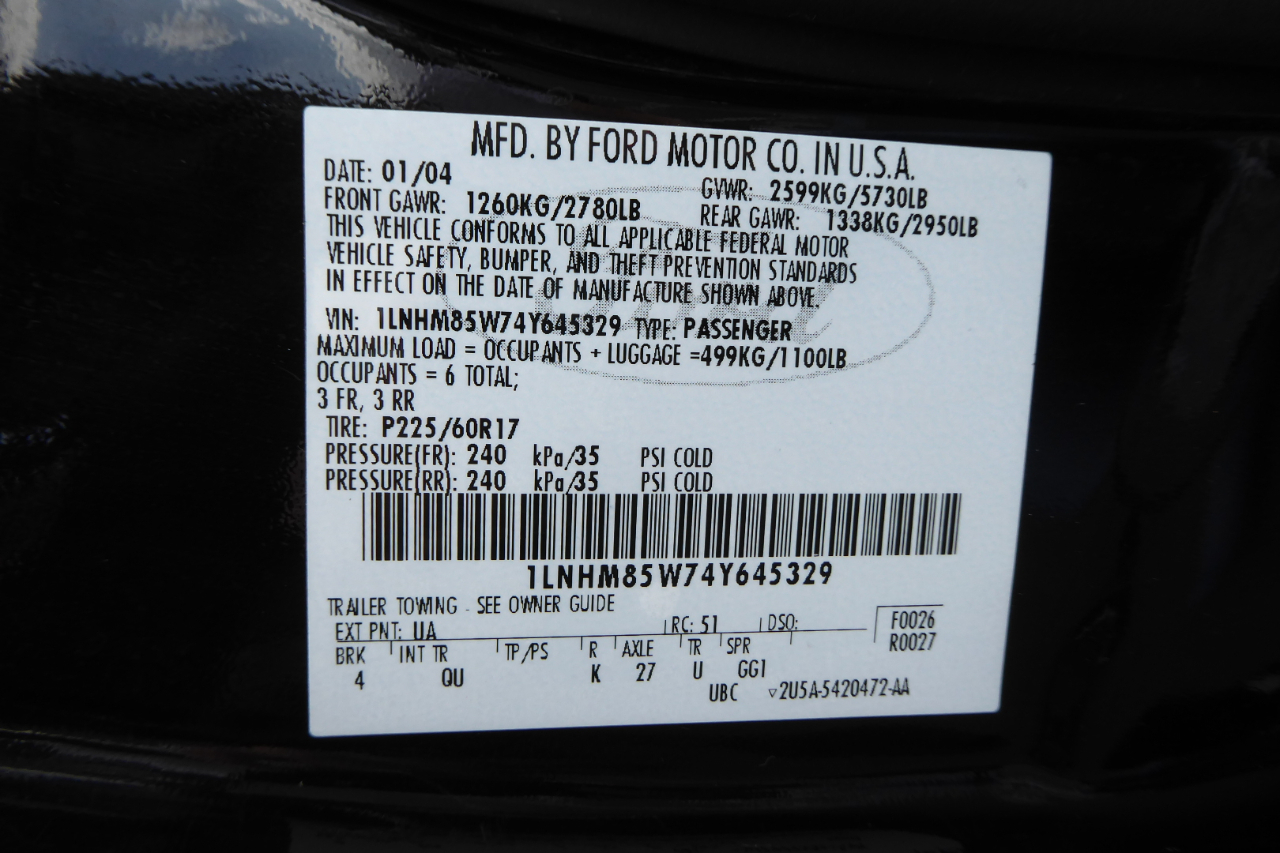 MFD. BY FORD MOTOR CO. IN U.S.A.
DATE: 01/04 GVWR: 2599KG/5730LB
FRONT GAWR: 1260KG/2780LB REAR GAWR: 1338KG/2950LB
THIS VEHICLE CONFORMS TO ALL APPLICABLE FEDERAL MOTOR
VEHICLE SAFETY, BUMPER, AND THEFT PREVENTION STANDARDS
IN EFFECT ON THE DATE OF MANUFACTURE SHOWN ABOVE.
VIN: 1LNHM85W74Y645329 TYPE: PASSENGER
MAXIMUM LOAD = OCCUPANTS + LUGGAGE =499KG/1100LB
OCCUPANTS = 6 TOTAL;
3 FR, 3 RR
TIRE: P225/60R17
PRESSURE(FR): 240 kPa/35 PSI COLD
PRESSURE(RR): 240 kPa/35 PSI COLD
1LNHM85W74Y645329
TRAILER TOWING - SEE OWNER GUIDE
EXT PNT: UA RC: 51 DSO: F0026
R0027
BRK INT TR TP/PS R AXLE TR SPR
4 QU K 27 U GG1
UBC ▽2U5A-5420472-AA
Ford